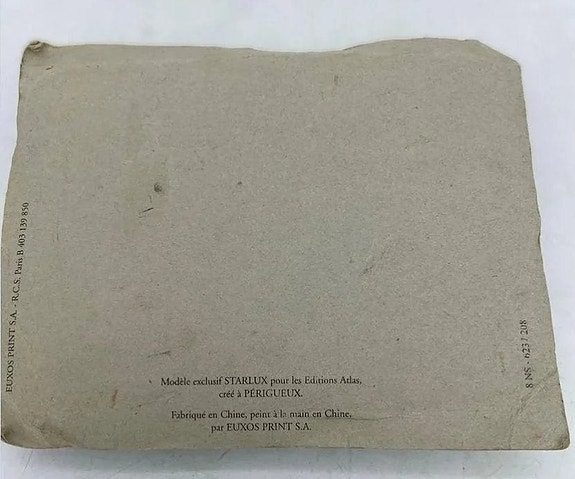 EUXOS PRINT S.A. - R.C.S. Paris B 403 139 850
Modèle exclusif STARLUX pour les Editions Atlas,
créé à PÉRIGUEUX.
Fabriqué en Chine, peint à la main en Chine,
par EUXOS PRINT S.A.
8 NS - 6237 208